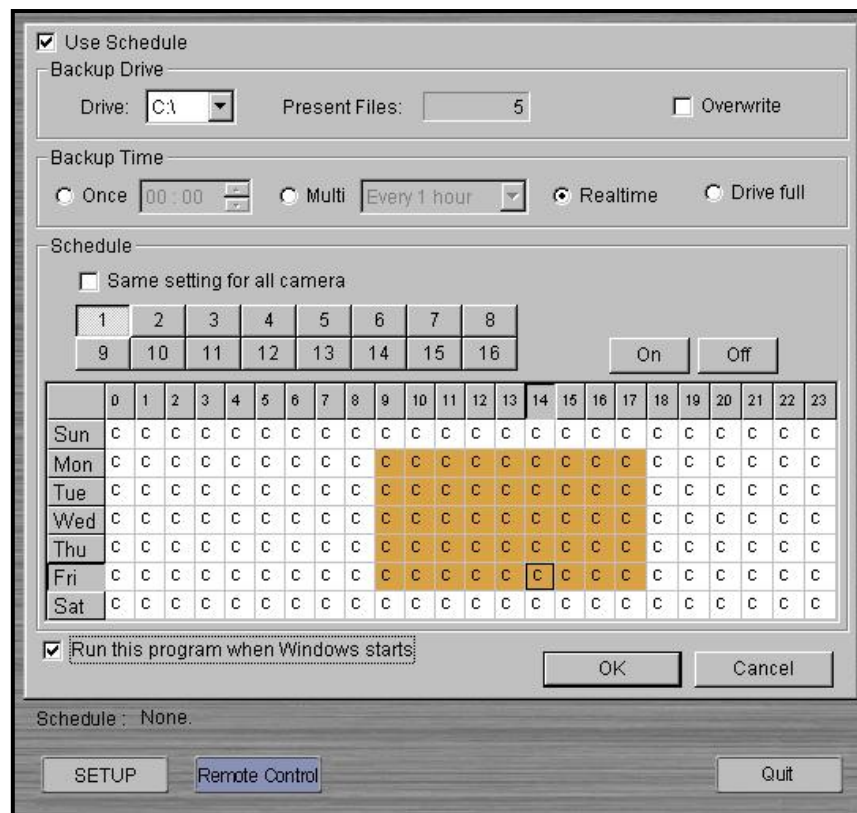 Use Schedule
Backup Drive
Drive: C:\ Present Files: 5 Overwrite
Backup Time
Once 00 : 00 Multi Every 1 hour Realtime Drive full
Schedule
Same setting for all camera
1 2 3 4 5 6 7 8
9 10 11 12 13 14 15 16 On Off
0 1 2 3 4 5 6 7 8 9 10 11 12 13 14 15 16 17 18 19 20 21 22 23
Sun C C C C C C C C C C C C C C C C C C C C C C C C
Mon C C C C C C C C C C C C C C C C C C C C C C C C
Tue C C C C C C C C C C C C C C C C C C C C C C C C
Wed C C C C C C C C C C C C C C C C C C C C C C C C
Thu C C C C C C C C C C C C C C C C C C C C C C C C
Fri C C C C C C C C C C C C C C C C C C C C C C C C
Sat C C C C C C C C C C C C C C C C C C C C C C C C
Run this program when Windows starts
OK Cancel
Schedule : None.
SETUP Remote Control Quit